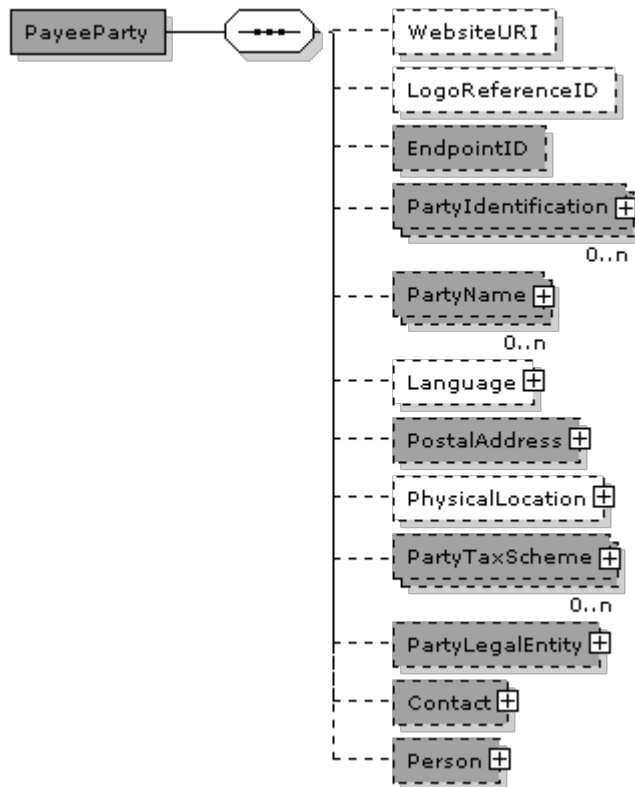 PayeeParty
WebsiteURI
LogoReferenceID
EndpointID
PartyIdentification
0..n
PartyName
0..n
Language
PostalAddress
PhysicalLocation
PartyTaxScheme
0..n
PartyLegalEntity
Contact
Person